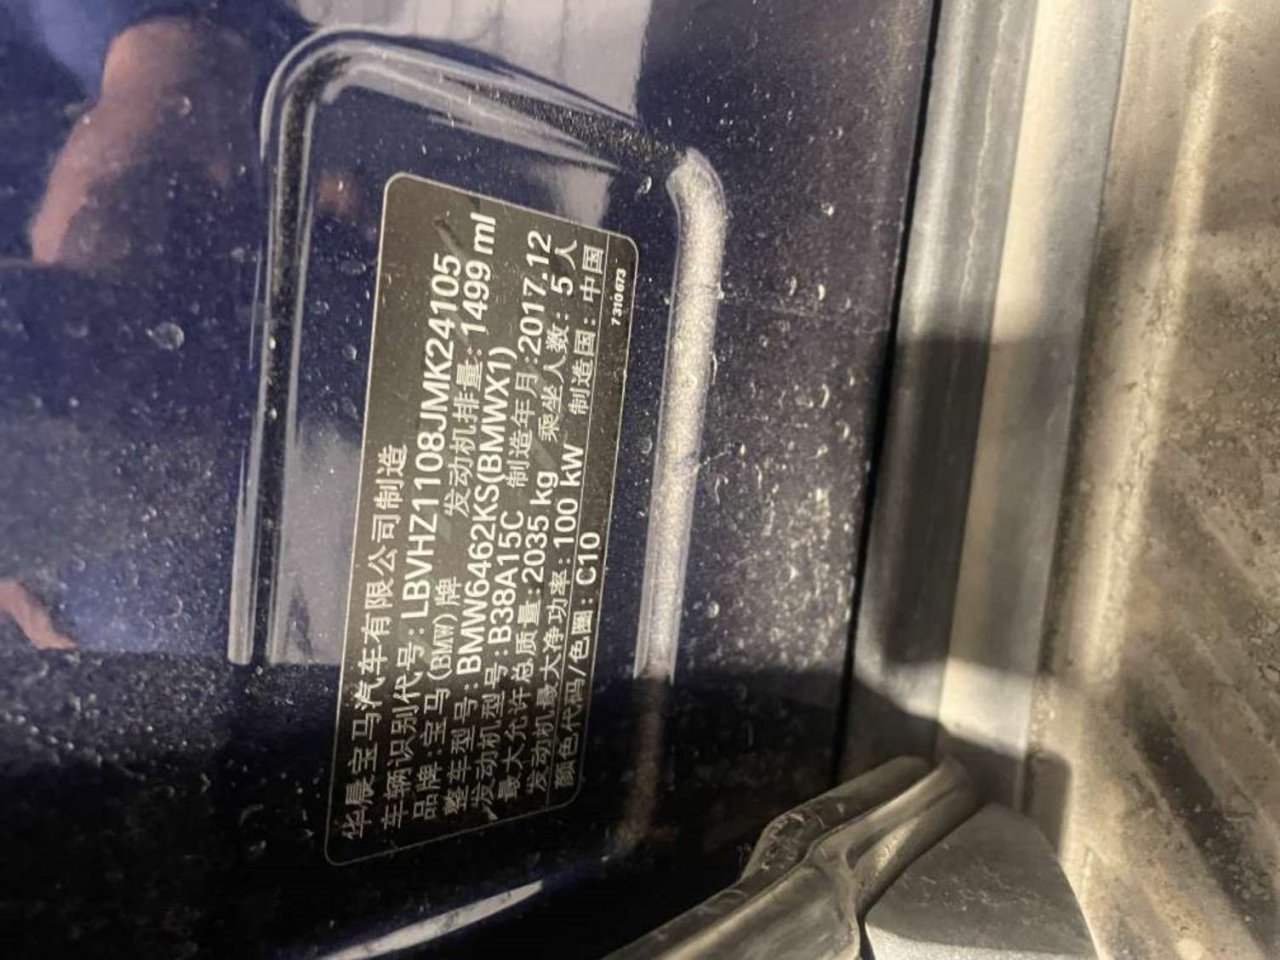 华晨宝马汽车有限公司制造
车辆识别代号:LBVHZ1108JMK24105
品牌:宝马(BMW)牌 发动机排量:1499 ml
整车型号:BMW6462KS(BMWX1)
发动机型号:B38A15C 制造年月:2017.12
最大允许总质量:2035 kg 乘坐人数:5人
发动机最大净功率:100 kW 制造国:中国
颜色代码/色圈:C10
7310673